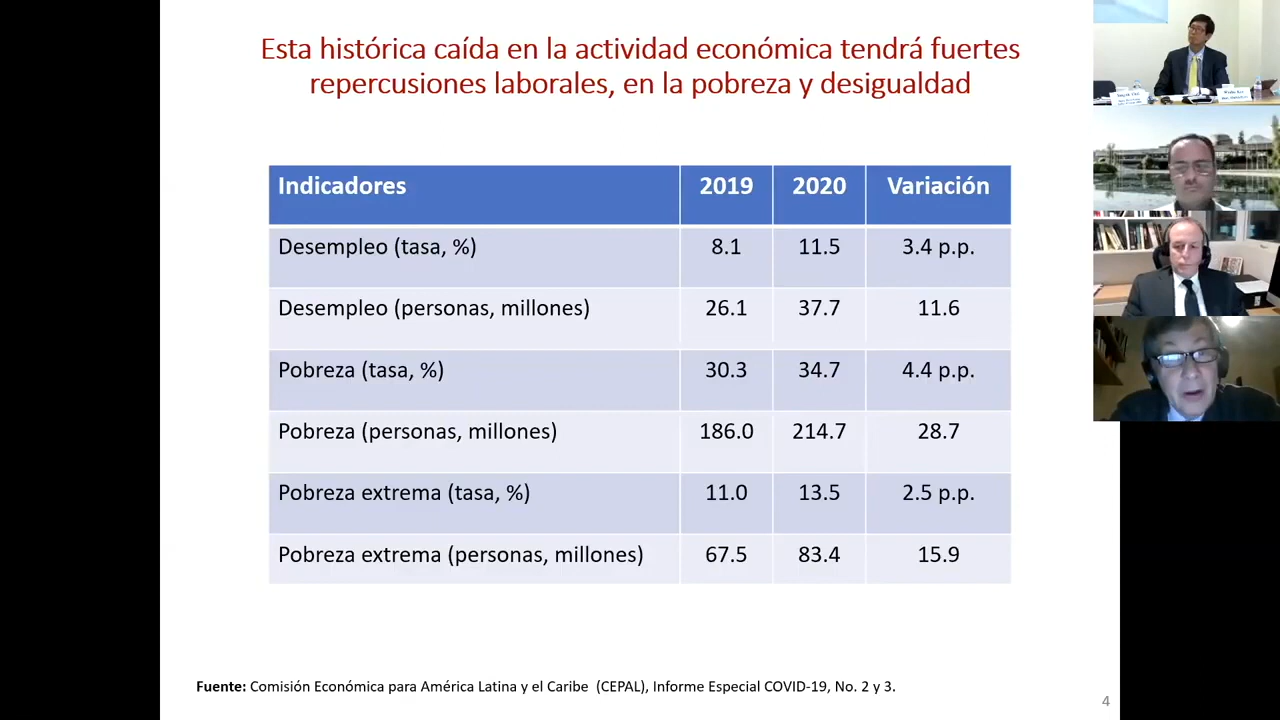 Esta histórica caída en la actividad económica tendrá fuertes
repercusiones laborales, en la pobreza y desigualdad
Indicadores 2019 2020 Variación
Desempleo (tasa, %) 8.1 11.5 3.4 p.p.
Desempleo (personas, millones) 26.1 37.7 11.6
Pobreza (tasa, %) 30.3 34.7 4.4 p.p.
Pobreza (personas, millones) 186.0 214.7 28.7
Pobreza extrema (tasa, %) 11.0 13.5 2.5 p.p.
Pobreza extrema (personas, millones) 67.5 83.4 15.9
Fuente: Comisión Económica para América Latina y el Caribe (CEPAL), Informe Especial COVID-19, No. 2 y 3.
4